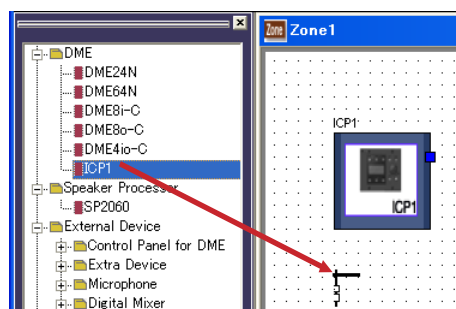 DME
DME24N
DME64N
DME8i-C
DME8o-C
DME4io-C
ICP1
Speaker Processor
SP2060
External Device
Control Panel for DME
Extra Device
Microphone
Digital Mixer
Zone Zone1
ICP1
ICP1